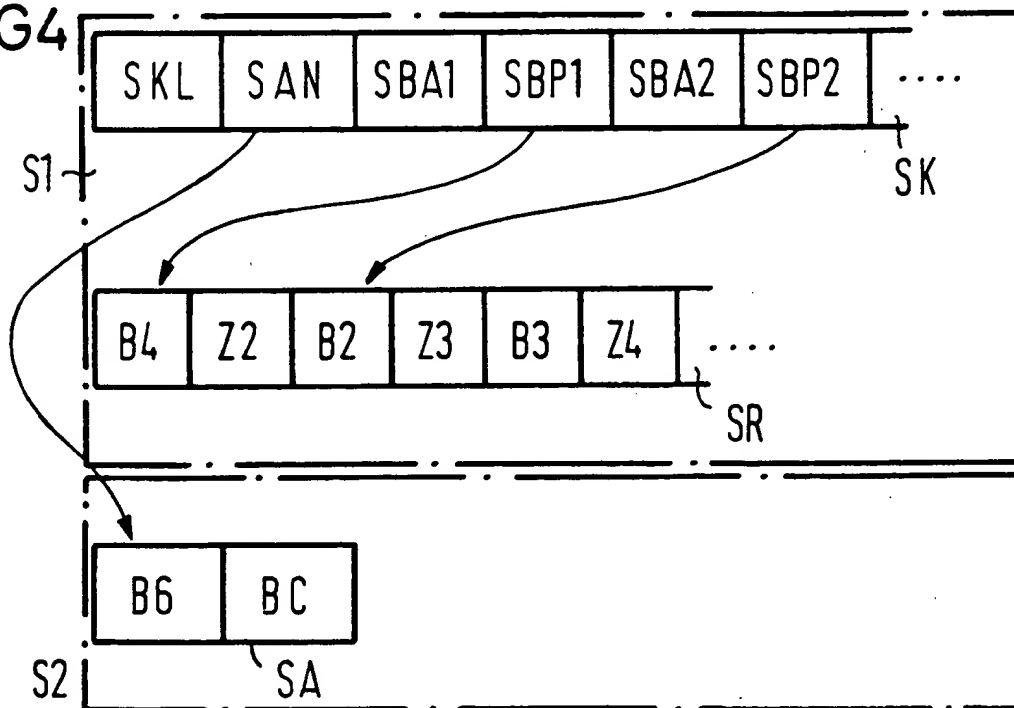 G4
SKL SAN SBA1 SBP1 SBA2 SBP2 ....
S1
SK
B4 Z2 B2 Z3 B3 Z4 ....
SR
B6 BC
S2
SA